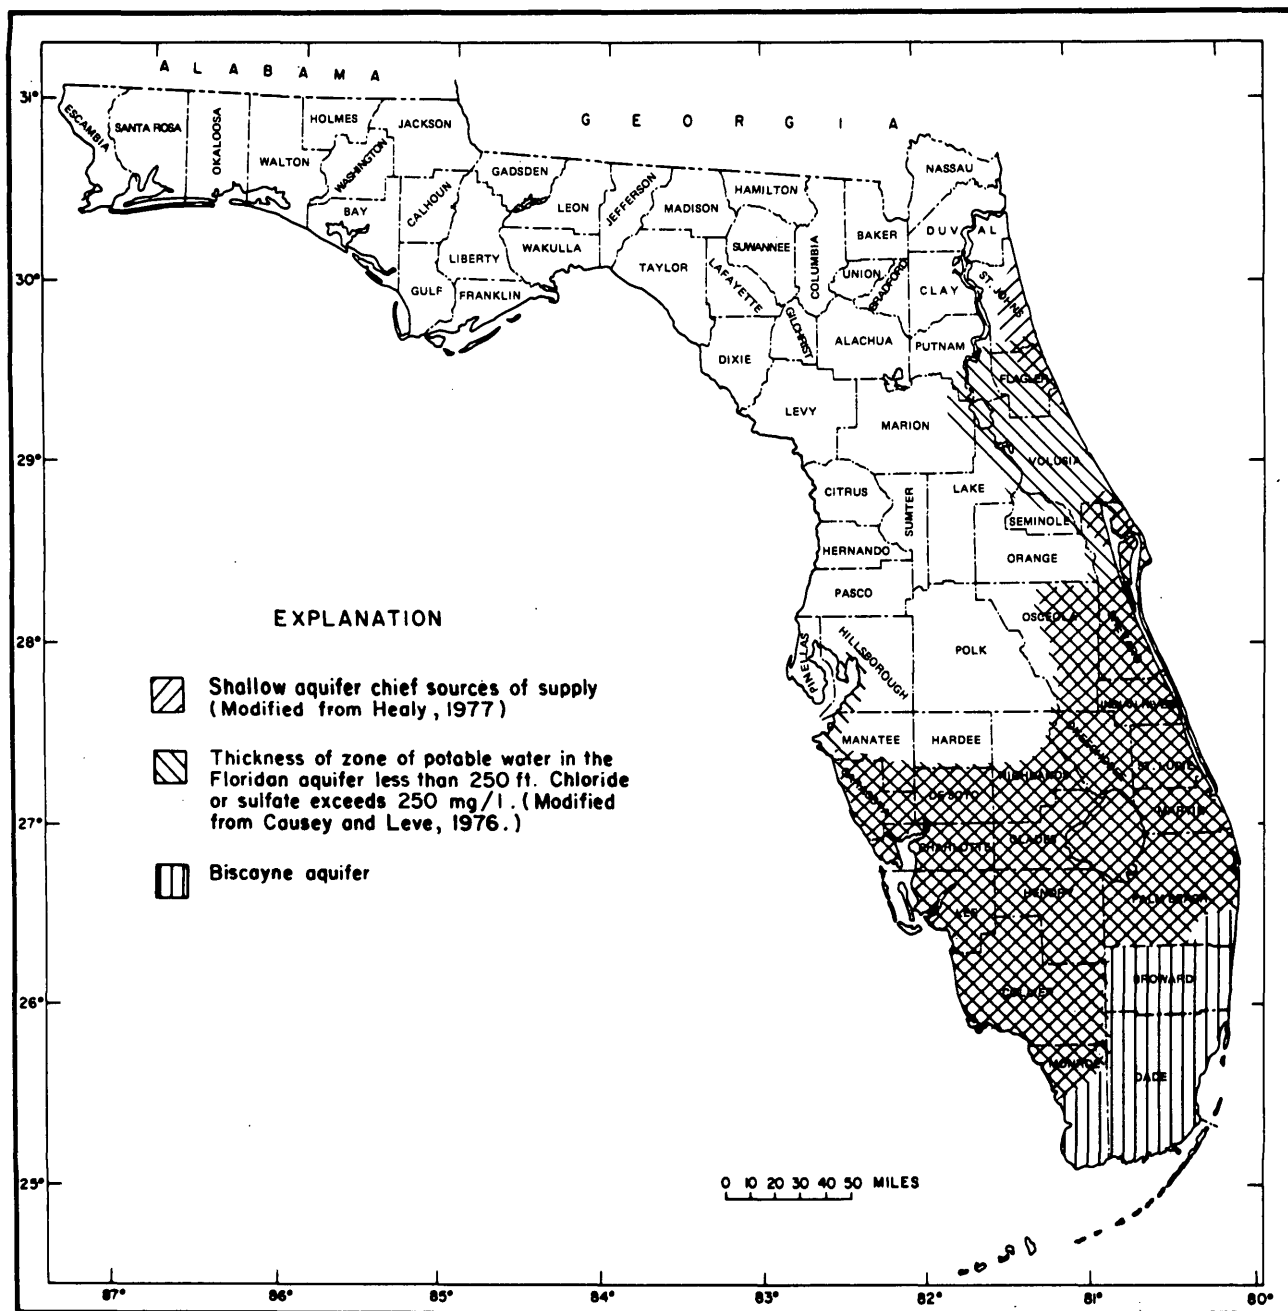 A L A B A M A
G E O R G I A
31°
30°
29°
28°
27°
26°
25°
ESCAMBIA
SANTA ROSA
OKALOOSA
WALTON
HOLMES
WASHINGTON
JACKSON
BAY
CALHOUN
GULF
LIBERTY
FRANKLIN
GADSDEN
LEON
WAKULLA
JEFFERSON
MADISON
TAYLOR
HAMILTON
SUWANNEE
LAFAYETTE
DIXIE
COLUMBIA
GILCHRIST
BAKER
UNION
BRADFORD
NASSAU
DUVAL
CLAY
ST. JOHNS
ALACHUA
PUTNAM
FLAGLER
LEVY
MARION
VOLUSIA
CITRUS
SUMTER
LAKE
SEMINOLE
HERNANDO
ORANGE
PASCO
OSCEOLA
PINELLAS
HILLSBOROUGH
POLK
INDIAN RIVER
MANATEE
HARDEE
OKEECHOBEE
ST. LUCIE
SARASOTA
DE SOTO
HIGHLANDS
MARTIN
CHARLOTTE
GLADES
LEE
HENDRY
PALM BEACH
COLLIER
BROWARD
MONROE
DADE
EXPLANATION
Shallow aquifer chief sources of supply
(Modified from Healy, 1977)
Thickness of zone of potable water in the
Floridan aquifer less than 250 ft. Chloride
or sulfate exceeds 250 mg/l. (Modified
from Causey and Leve, 1976.)
Biscayne aquifer
0 10 20 30 40 50 MILES
87°
86°
85°
84°
83°
82°
81°
80°